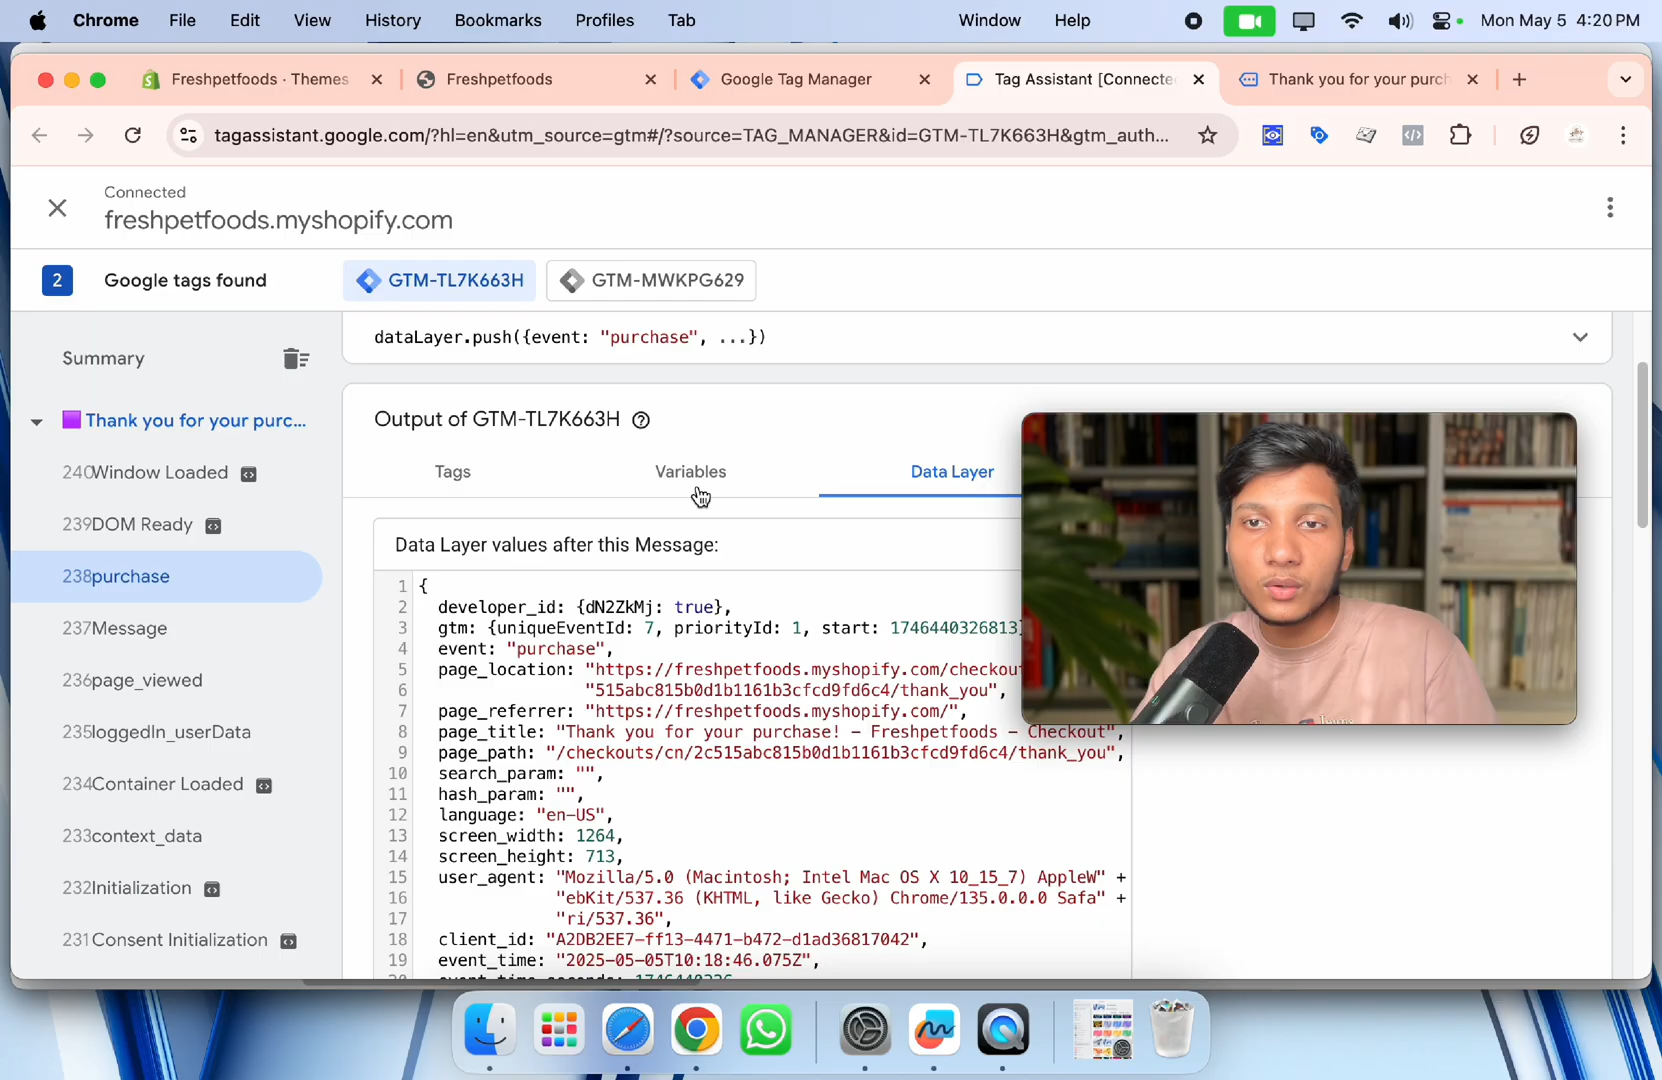 Chrome File Edit View History Bookmarks Profiles Tab Window Help Mon May 5 4:20 PM
Freshpetfoods · Themes Freshpetfoods Google Tag Manager Tag Assistant [Connecte Thank you for your purch
tagassistant.google.com/?hl=en&utm_source=gtm#/?source=TAG_MANAGER&id=GTM-TL7K663H&gtm_auth...
Connected
freshpetfoods.myshopify.com
2 Google tags found GTM-TL7K663H GTM-MWKPG629
dataLayer.push({event: "purchase", ...})
Summary
Thank you for your purc...
240 Window Loaded
239 DOM Ready
238 purchase
237 Message
236 page_viewed
235 loggedIn_userData
234 Container Loaded
233 context_data
232 Initialization
231 Consent Initialization
Output of GTM-TL7K663H
Tags Variables Data Layer
Data Layer values after this Message:
1 {
2 developer_id: {dN2ZkMj: true},
3 gtm: {uniqueEventId: 7, priorityId: 1, start: 1746440326813}
4 event: "purchase",
5 page_location: "https://freshpetfoods.myshopify.com/checkout
6 "515abc815b0d1b1161b3cfcd9fd6c4/thank_you",
7 page_referrer: "https://freshpetfoods.myshopify.com/",
8 page_title: "Thank you for your purchase! – Freshpetfoods – Checkout",
9 page_path: "/checkouts/cn/2c515abc815b0d1b1161b3cfcd9fd6c4/thank_you",
10 search_param: "",
11 hash_param: "",
12 language: "en-US",
13 screen_width: 1264,
14 screen_height: 713,
15 user_agent: "Mozilla/5.0 (Macintosh; Intel Mac OS X 10_15_7) AppleW" +
16 "ebKit/537.36 (KHTML, like Gecko) Chrome/135.0.0.0 Safa" +
17 "ri/537.36",
18 client_id: "A2DB2EE7-ff13-4471-b472-d1ad36817042",
19 event_time: "2025-05-05T10:18:46.075Z",